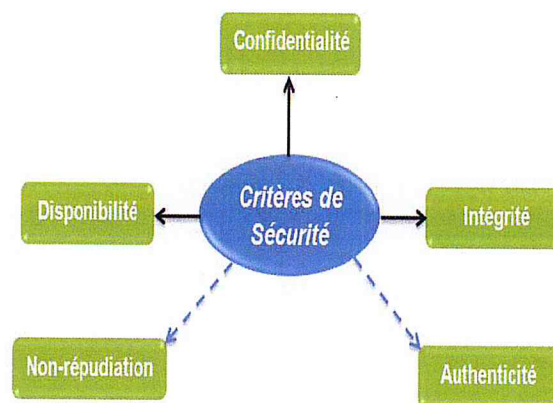 Confidentialité
Disponibilité
Critères de
Sécurité
Intégrité
Non-répudiation
Authenticité